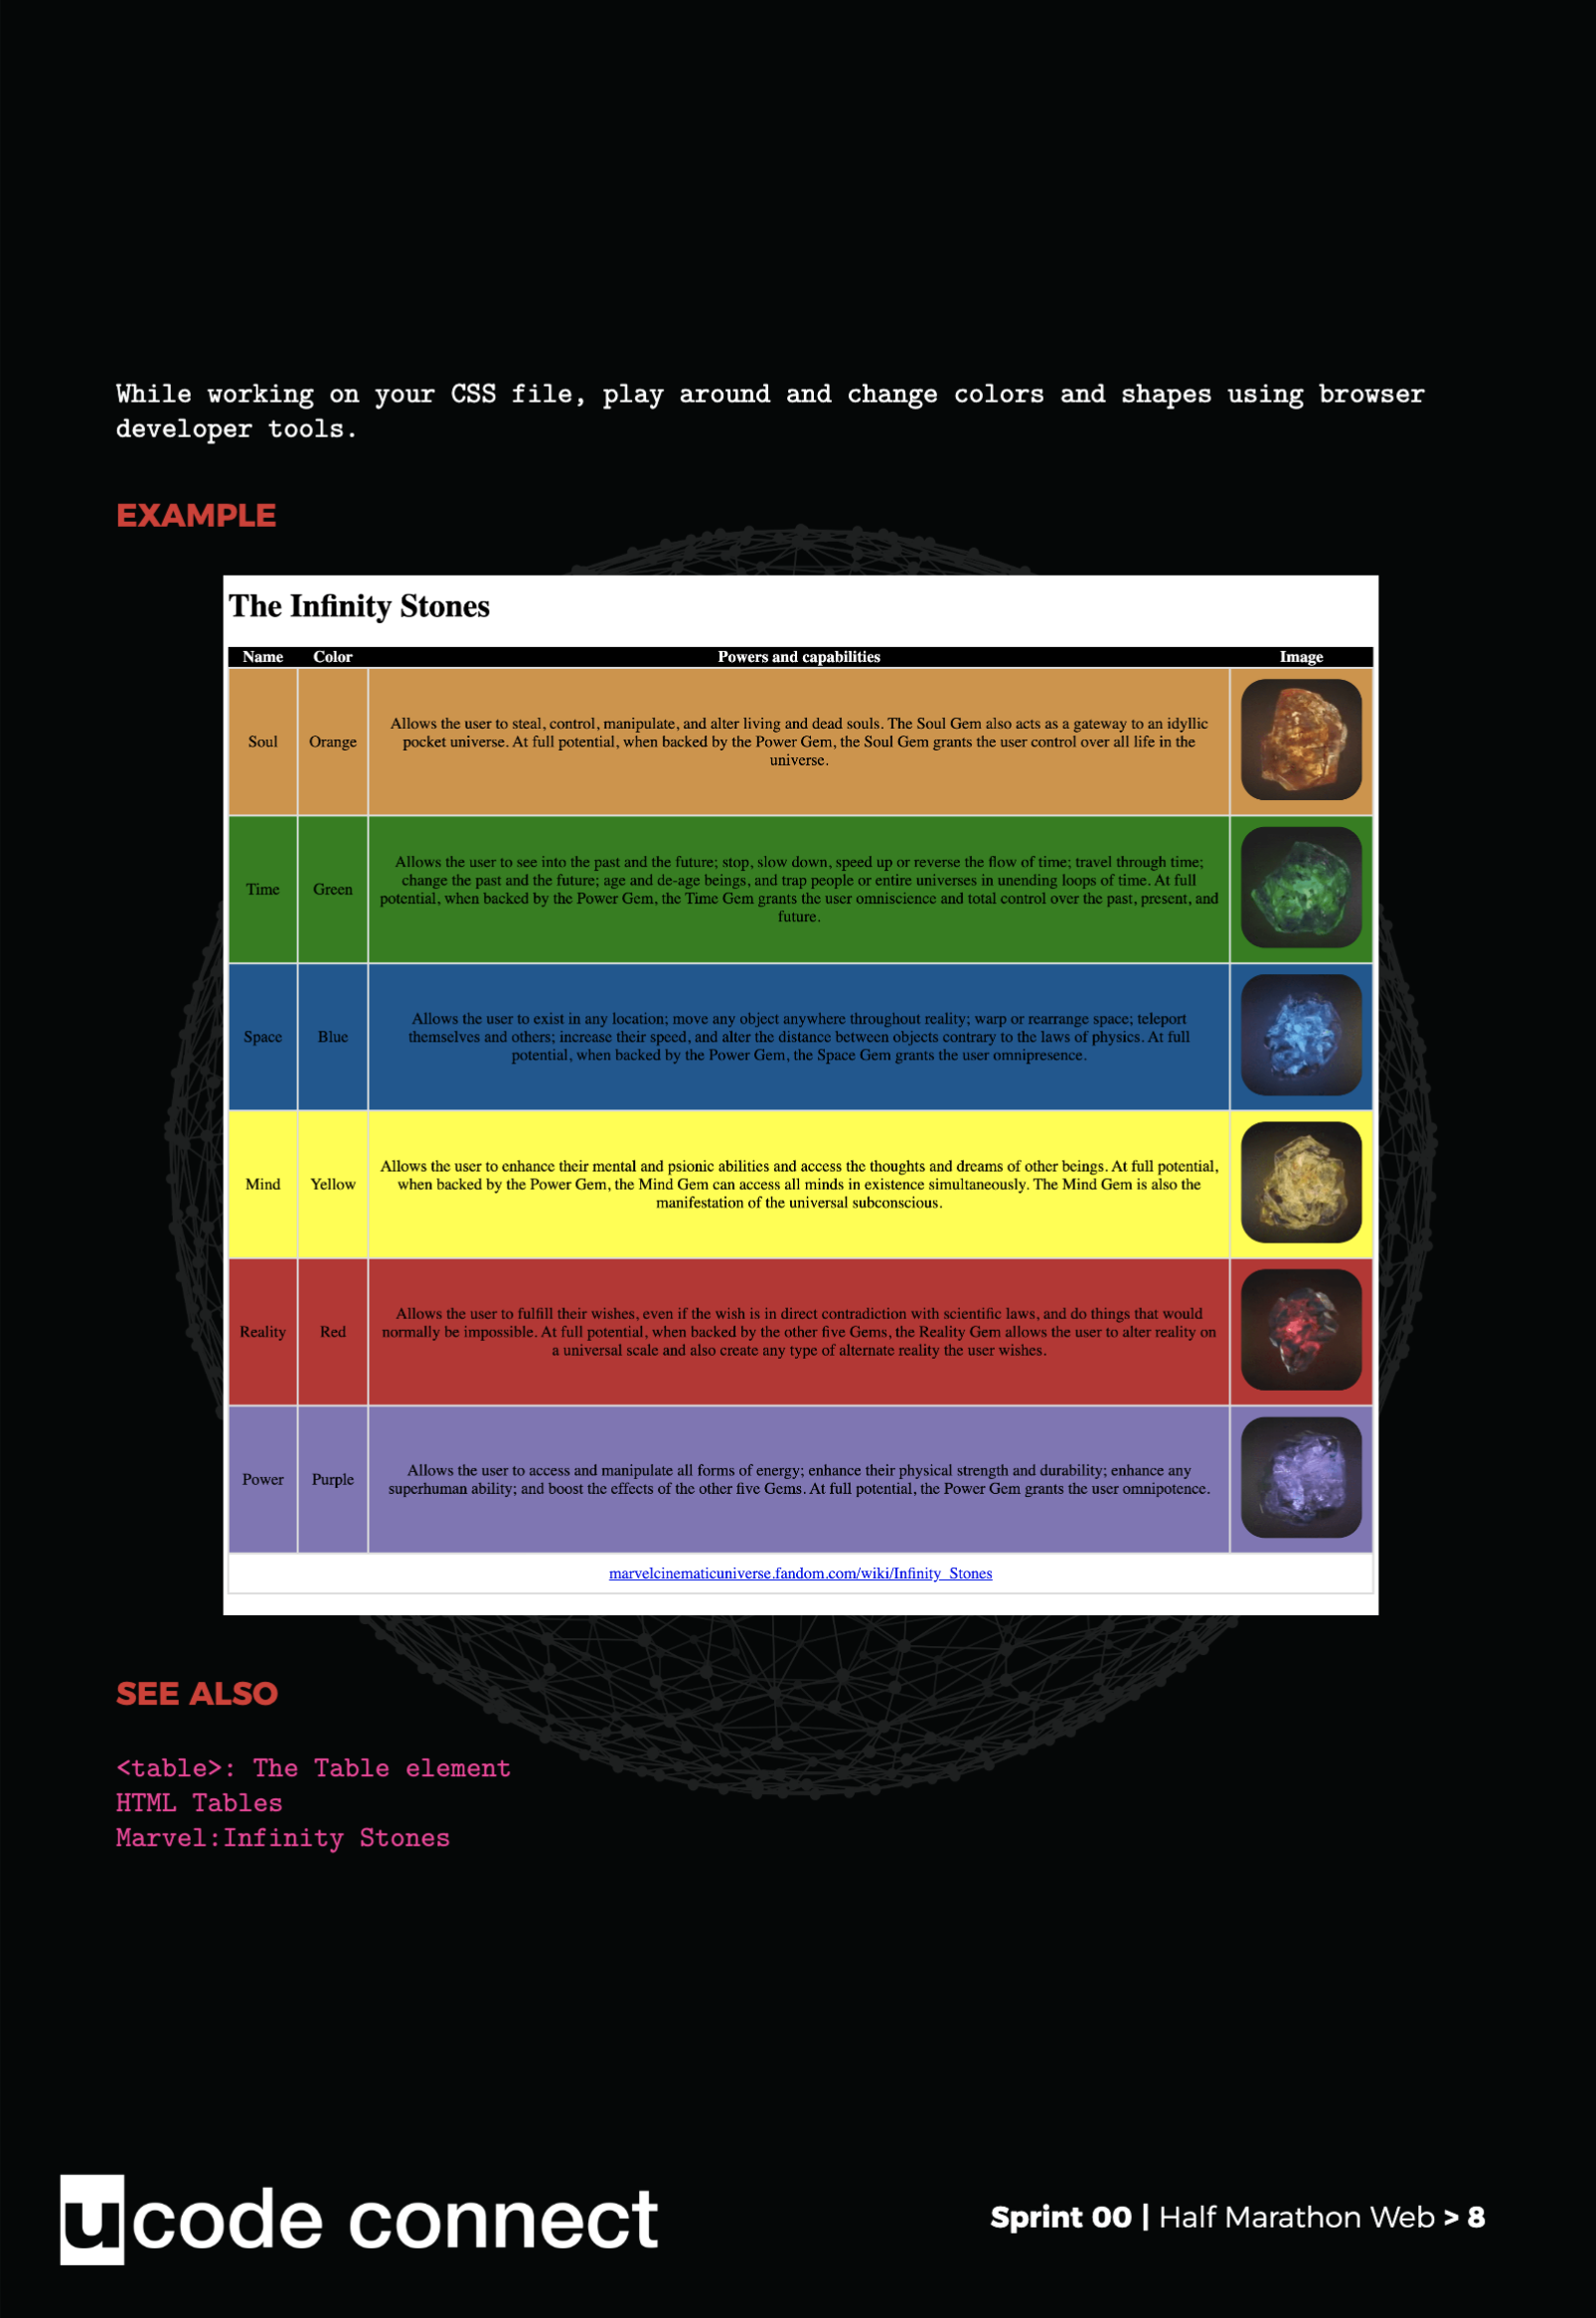 While working on your CSS file, play around and change colors and shapes using browser
developer tools.
EXAMPLE
The Infinity Stones
Name Color Powers and capabilities Image
Soul Orange
Allows the user to steal, control, manipulate, and alter living and dead souls. The Soul Gem also acts as a gateway to an idyllic
pocket universe. At full potential, when backed by the Power Gem, the Soul Gem grants the user control over all life in the
universe.
Time Green
Allows the user to see into the past and the future; stop, slow down, speed up or reverse the flow of time; travel through time;
change the past and the future; age and de-age beings, and trap people or entire universes in unending loops of time. At full
potential, when backed by the Power Gem, the Time Gem grants the user omniscience and total control over the past, present, and
future.
Space Blue
Allows the user to exist in any location; move any object anywhere throughout reality; warp or rearrange space; teleport
themselves and others; increase their speed, and alter the distance between objects contrary to the laws of physics. At full
potential, when backed by the Power Gem, the Space Gem grants the user omnipresence.
Mind Yellow
Allows the user to enhance their mental and psionic abilities and access the thoughts and dreams of other beings. At full potential,
when backed by the Power Gem, the Mind Gem can access all minds in existence simultaneously. The Mind Gem is also the
manifestation of the universal subconscious.
Reality Red
Allows the user to fulfill their wishes, even if the wish is in direct contradiction with scientific laws, and do things that would
normally be impossible. At full potential, when backed by the other five Gems, the Reality Gem allows the user to alter reality on
a universal scale and also create any type of alternate reality the user wishes.
Power Purple
Allows the user to access and manipulate all forms of energy; enhance their physical strength and durability; enhance any
superhuman ability; and boost the effects of the other five Gems. At full potential, the Power Gem grants the user omnipotence.
marvelcinematicuniverse.fandom.com/wiki/Infinity_Stones
SEE ALSO
<table>: The Table element
HTML Tables
Marvel:Infinity Stones
ucode connect
Sprint 00 | Half Marathon Web > 8